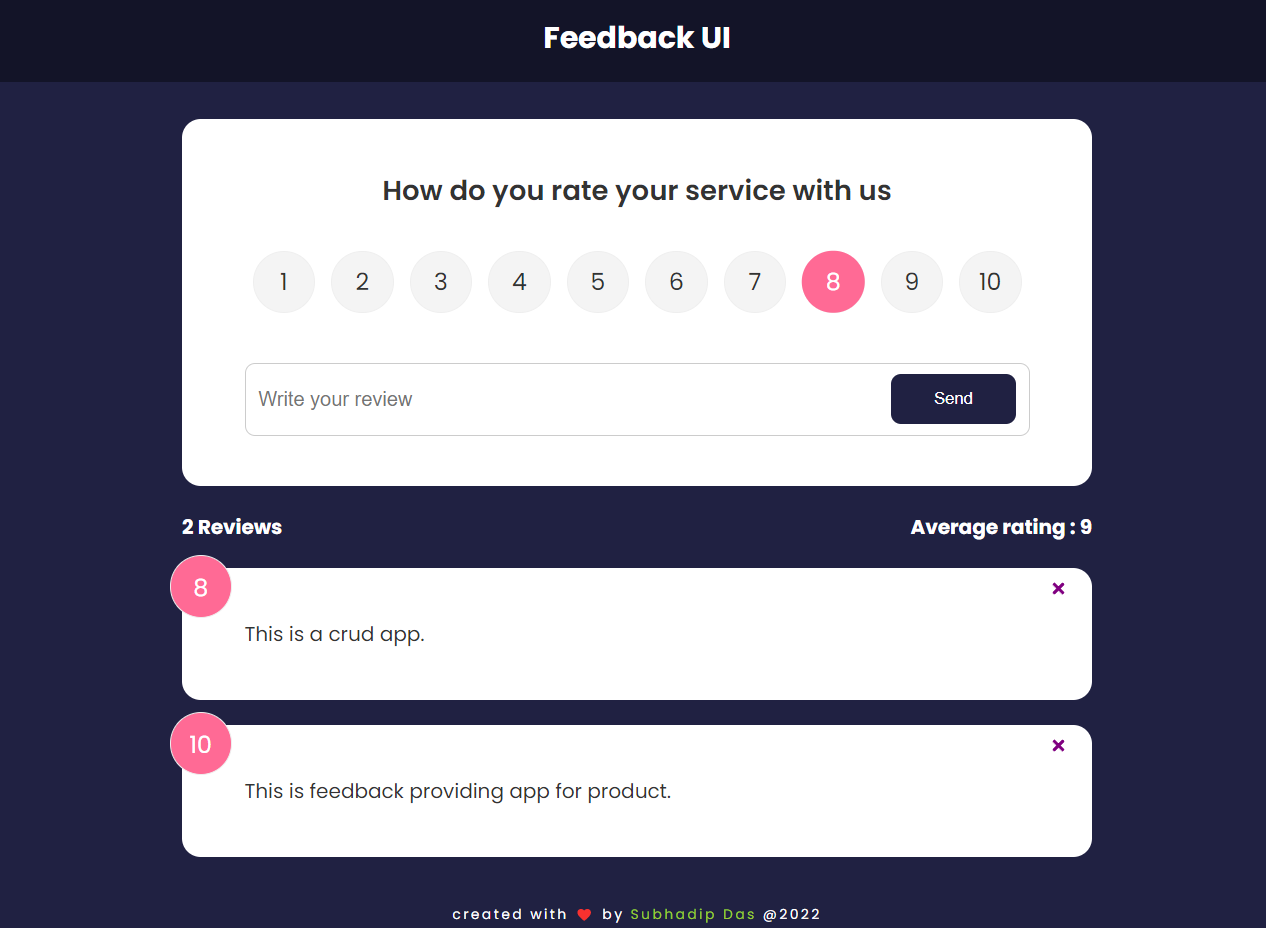 Feedback UI
How do you rate your service with us
1 2 3 4 5 6 7 8 9 10
Write your review Send
2 Reviews Average rating : 9
8
This is a crud app.
10
This is feedback providing app for product.
created with ❤ by Subhadip Das @2022